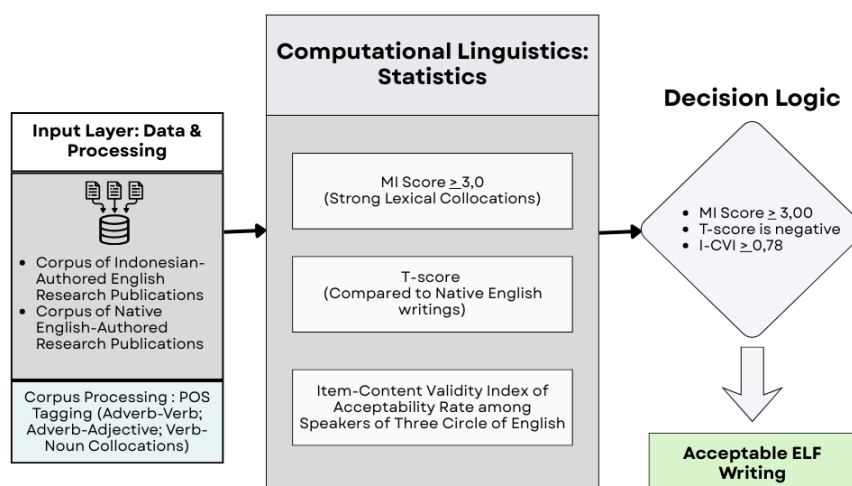 Input Layer: Data &
Processing
• Corpus of Indonesian-
Authored English
Research Publications
• Corpus of Native
English-Authored
Research Publications
Corpus Processing : POS
Tagging (Adverb-Verb;
Adverb-Adjective; Verb-
Noun Collocations)
Computational Linguistics:
Statistics
MI Score ≥ 3,0
(Strong Lexical Collocations)
T-score
(Compared to Native English
writings)
Item-Content Validity Index of
Acceptability Rate among
Speakers of Three Circle of English
Decision Logic
• MI Score ≥ 3,00
• T-score is negative
• I-CVI ≥0,78
Acceptable ELF
Writing